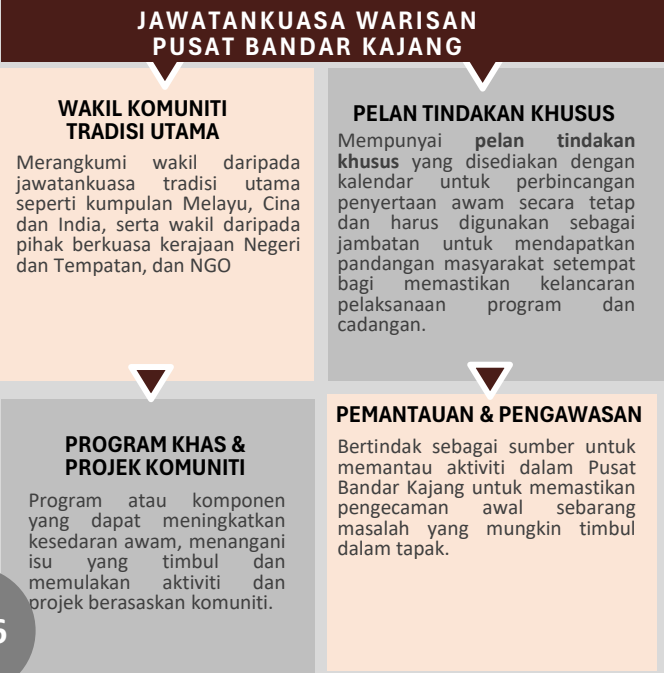 JAWATANKUASA WARISAN
PUSAT BANDAR KAJANG
WAKIL KOMUNITI
TRADISI UTAMA
Merangkumi wakil daripada
jawatankuasa tradisi utama
seperti kumpulan Melayu, Cina
dan India, serta wakil daripada
pihak berkuasa kerajaan Negeri
dan Tempatan, dan NGO
PELAN TINDAKAN KHUSUS
Mempunyai pelan tindakan
khusus yang disediakan dengan
kalendar untuk perbincangan
penyertaan awam secara tetap
dan harus digunakan sebagai
jambatan untuk mendapatkan
pandangan masyarakat setempat
bagi memastikan kelancaran
pelaksanaan program dan
cadangan.
PROGRAM KHAS &
PROJEK KOMUNITI
Program atau komponen
yang dapat meningkatkan
kesedaran awam, menangani
isu yang timbul dan
memulakan aktiviti dan
projek berasaskan komuniti.
PEMANTAUAN & PENGAWASAN
Bertindak sebagai sumber untuk
memantau aktiviti dalam Pusat
Bandar Kajang untuk memastikan
pengecaman awal sebarang
masalah yang mungkin timbul
dalam tapak.